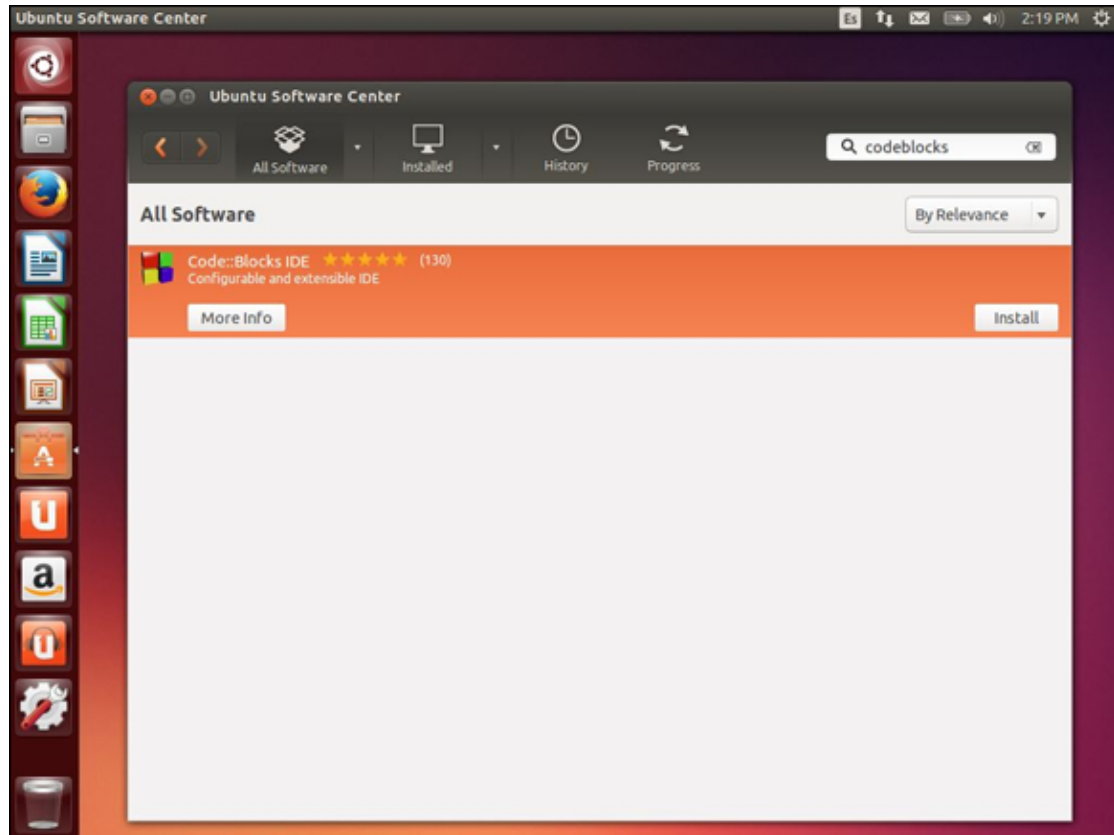 Ubuntu Software Center
Es
2:19 PM
Ubuntu Software Center
All Software
Installed
History
Progress
codeblocks
All Software
By Relevance
Code::Blocks IDE (130)
Configurable and extensible IDE
More Info
Install
A
U
a
U